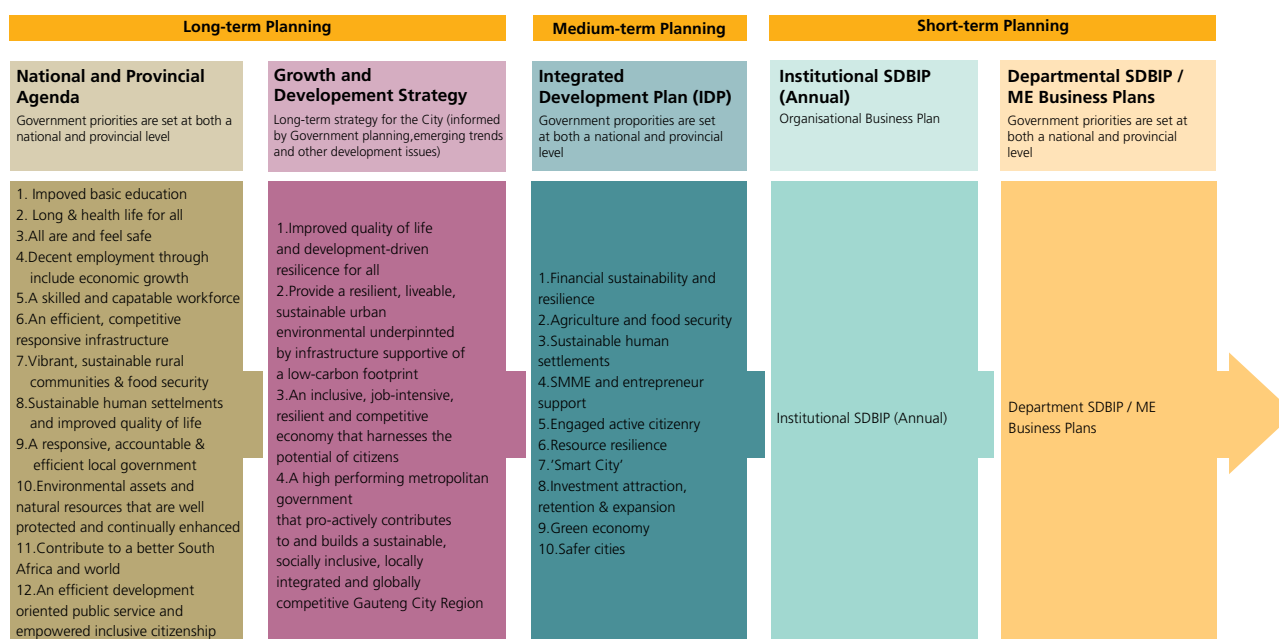 Long-term Planning
Medium-term Planning
Short-term Planning
National and Provincial
Agenda
Government priorities are set at both a
national and provincial level
Growth and
Developement Strategy
Long-term strategy for the City (informed
by Government planning,emerging trends
and other development issues)
Integrated
Development Plan (IDP)
Government proporities are set
at both a national and provincial
level
Institutional SDBIP
(Annual)
Organisational Business Plan
Departmental SDBIP /
ME Business Plans
Government priorities are set at
both a national and provincial
level
1. Impoved basic education
2. Long & health life for all
3.All are and feel safe
4.Decent employment through
include economic growth
5.A skilled and capatable workforce
6.An efficient, competitive
responsive infrastructure
7.Vibrant, sustainable rural
communities & food security
8.Sustainable human settelments
and improved quality of life
9.A responsive, accountable &
efficient local government
10.Environmental assets and
natural resources that are well
protected and continually enhanced
11.Contribute to a better South
Africa and world
12.An efficient development
oriented public service and
empowered inclusive citizenship
1.Improved quality of life
and development-driven
resilicence for all
2.Provide a resilient, liveable,
sustainable urban
environmental underpinnted
by infrastructure supportive of
a low-carbon footprint
3.An inclusive, job-intensive,
resilient and competitive
economy that harnesses the
potential of citizens
4.A high performing metropolitan
government
that pro-actively contributes
to and builds a sustainable,
socially inclusive, locally
integrated and globally
competitive Gauteng City Region
1.Financial sustainability and
resilience
2.Agriculture and food security
3.Sustainable human
settlements
4.SMME and entrepreneur
support
5.Engaged active citizenry
6.Resource resilience
7.’Smart City’
8.Investment attraction,
retention & expansion
9.Green economy
10.Safer cities
Institutional SDBIP (Annual)
Department SDBIP / ME
Business Plans